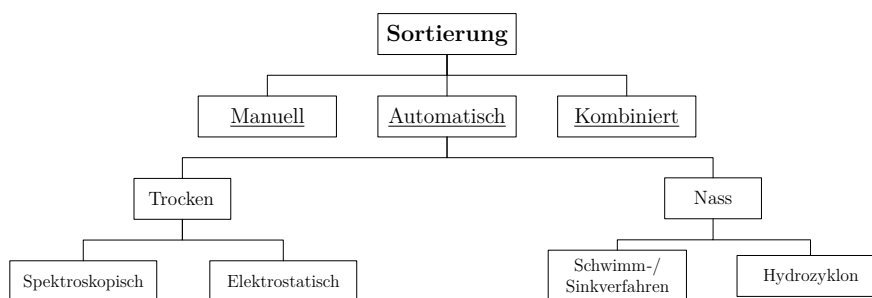 Sortierung
Manuell
Automatisch
Kombiniert
Trocken
Nass
Spektroskopisch
Elektrostatisch
Schwimm-/
Sinkverfahren
Hydrozyklon